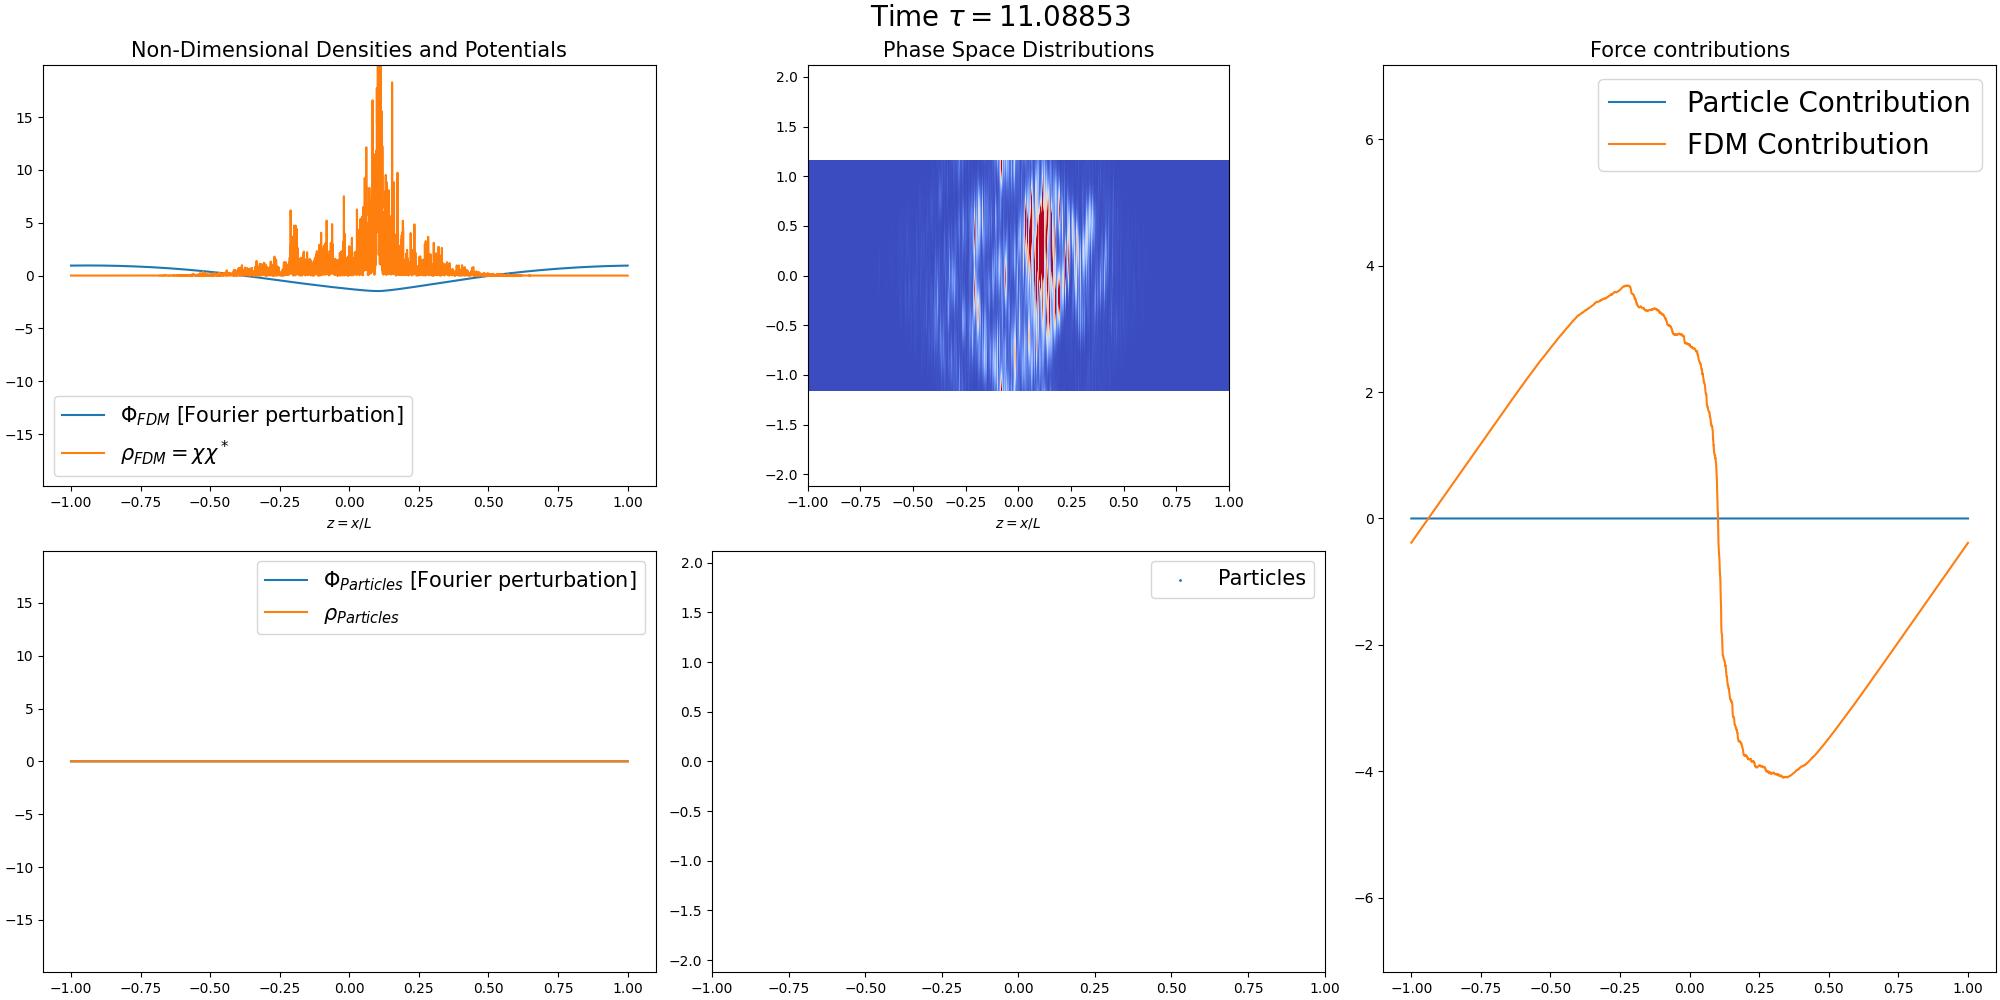 Time τ = 11.08853
Non-Dimensional Densities and Potentials
15
10
5
0
−5
−10
−15
Φ_FDM [Fourier perturbation]
ρ_FDM = χχ*
−1.00 −0.75 −0.50 −0.25 0.00 0.25 0.50 0.75 1.00
z = x/L
Phase Space Distributions
2.0
1.5
1.0
0.5
0.0
−0.5
−1.0
−1.5
−2.0
−1.00 −0.75 −0.50 −0.25 0.00 0.25 0.50 0.75 1.00
z = x/L
Force contributions
Particle Contribution
FDM Contribution
6
4
2
0
−2
−4
−6
−1.00 −0.75 −0.50 −0.25 0.00 0.25 0.50 0.75 1.00
Φ_Particles [Fourier perturbation]
ρ_Particles
15
10
5
0
−5
−10
−15
−1.00 −0.75 −0.50 −0.25 0.00 0.25 0.50 0.75 1.00
Particles
2.0
1.5
1.0
0.5
0.0
−0.5
−1.0
−1.5
−2.0
−1.00 −0.75 −0.50 −0.25 0.00 0.25 0.50 0.75 1.00